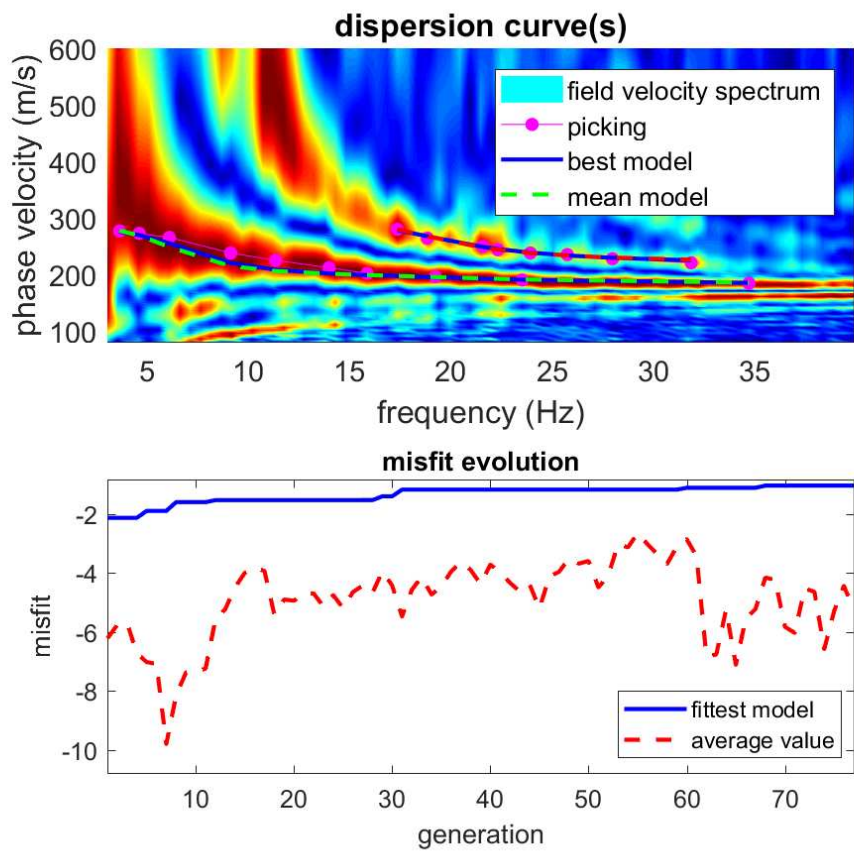 dispersion curve(s)
phase velocity (m/s)
600
500
400
300
200
100
field velocity spectrum
picking
best model
mean model
5 10 15 20 25 30 35
frequency (Hz)
misfit evolution
misfit
-2
-4
-6
-8
-10
fittest model
average value
10 20 30 40 50 60 70
generation